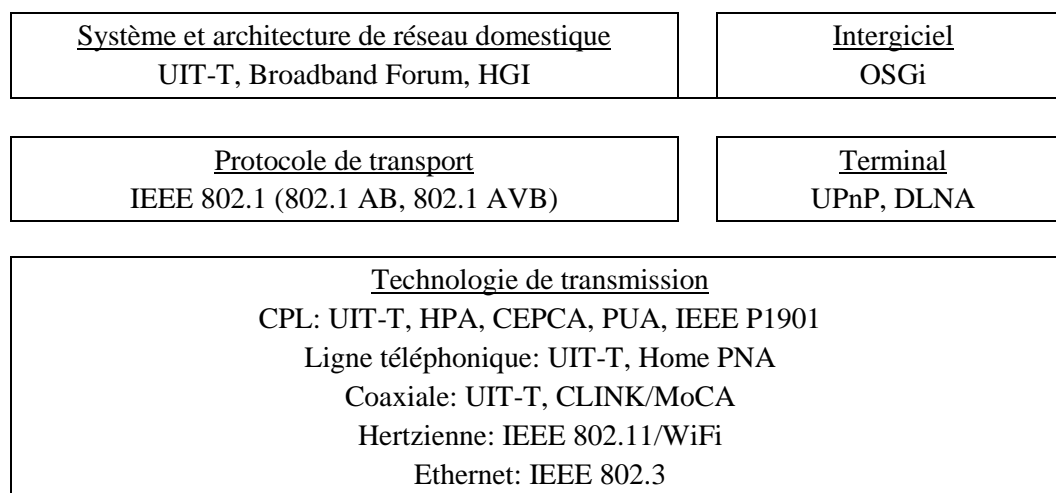 Système et architecture de réseau domestique
UIT-T, Broadband Forum, HGI
Intergiciel
OSGi
Protocole de transport
IEEE 802.1 (802.1 AB, 802.1 AVB)
Terminal
UPnP, DLNA
Technologie de transmission
CPL: UIT-T, HPA, CEPCA, PUA, IEEE P1901
Ligne téléphonique: UIT-T, Home PNA
Coaxiale: UIT-T, CLINK/MoCA
Hertzienne: IEEE 802.11/WiFi
Ethernet: IEEE 802.3